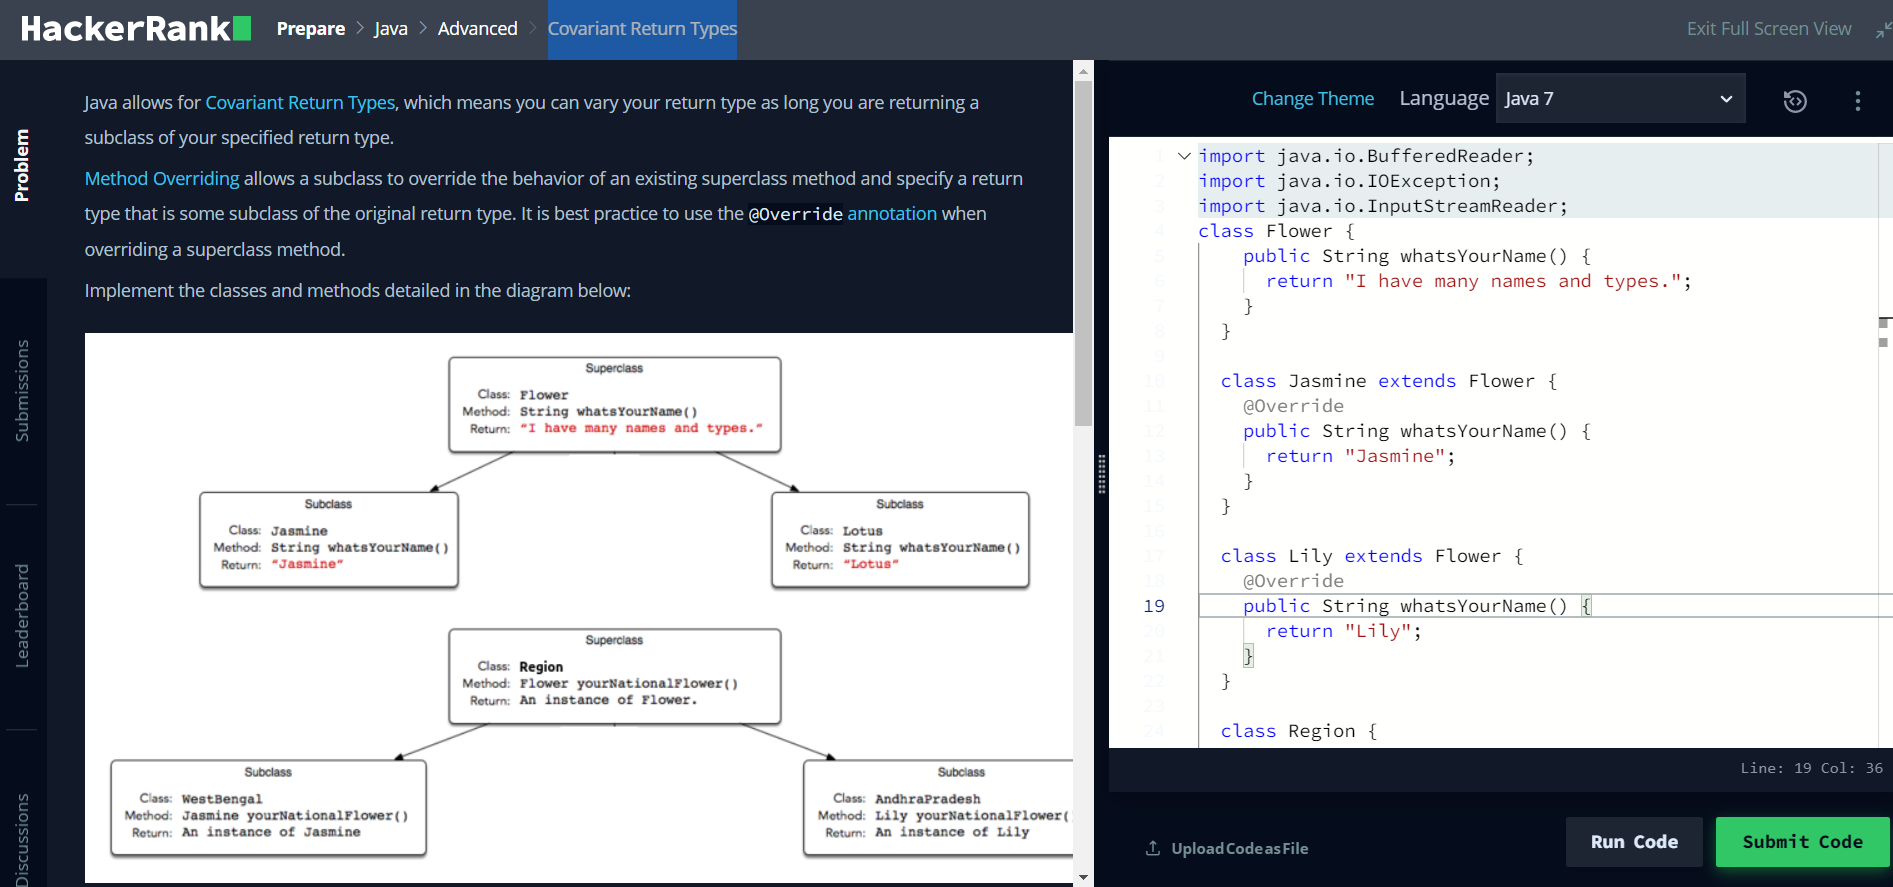 HackerRank Prepare > Java > Advanced > Covariant Return Types Exit Full Screen View
Problem
Submissions
Leaderboard
Discussions
Java allows for Covariant Return Types, which means you can vary your return type as long you are returning a
subclass of your specified return type.
Method Overriding allows a subclass to override the behavior of an existing superclass method and specify a return
type that is some subclass of the original return type. It is best practice to use the @Override annotation when
overriding a superclass method.
Implement the classes and methods detailed in the diagram below:
Superclass
Class: Flower
Method: String whatsYourName()
Return: "I have many names and types."
Subclass
Class: Jasmine
Method: String whatsYourName()
Return: "Jasmine"
Subclass
Class: Lotus
Method: String whatsYourName()
Return: "Lotus"
Superclass
Class: Region
Method: Flower yourNationalFlower()
Return: An instance of Flower.
Subclass
Class: WestBengal
Method: Jasmine yourNationalFlower()
Return: An instance of Jasmine
Subclass
Class: AndhraPradesh
Method: Lily yourNationalFlower(
Return: An instance of Lily
Change Theme Language Java 7
1 import java.io.BufferedReader;
2 import java.io.IOException;
3 import java.io.InputStreamReader;
4 class Flower {
5 public String whatsYourName() {
6 return "I have many names and types.";
7 }
8 }
9
10 class Jasmine extends Flower {
11 @Override
12 public String whatsYourName() {
13 return "Jasmine";
14 }
15 }
16
17 class Lily extends Flower {
18 @Override
19 public String whatsYourName() {
20 return "Lily";
21 }
22 }
23
24 class Region {
Line: 19 Col: 36
Upload Code as File
Run Code
Submit Code